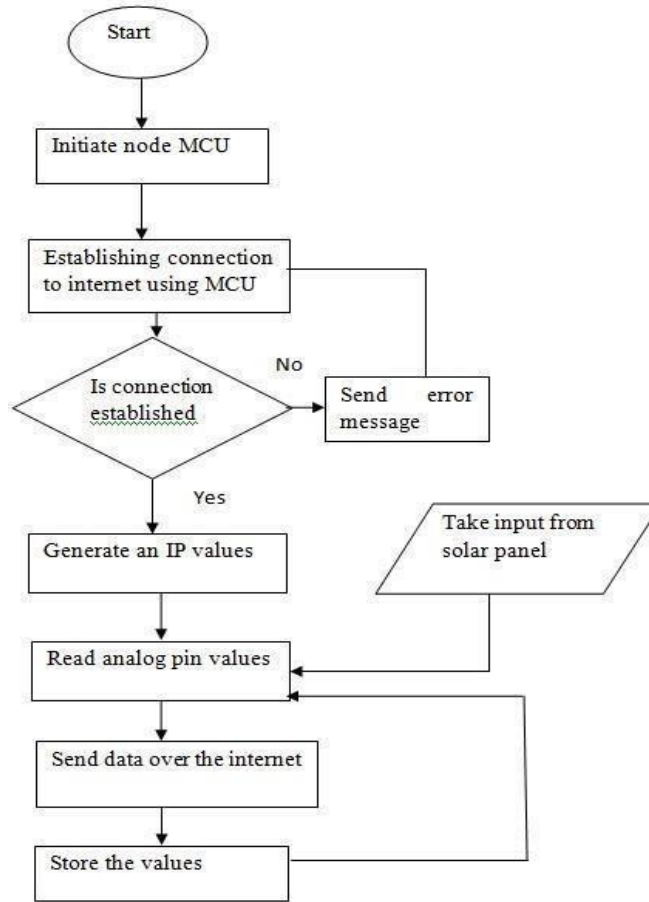 Start
Initiate node MCU
Establishing connection
to internet using MCU
No
Is connection
established
Send error
message
Yes
Take input from
solar panel
Generate an IP values
Read analog pin values
Send data over the internet
Store the values